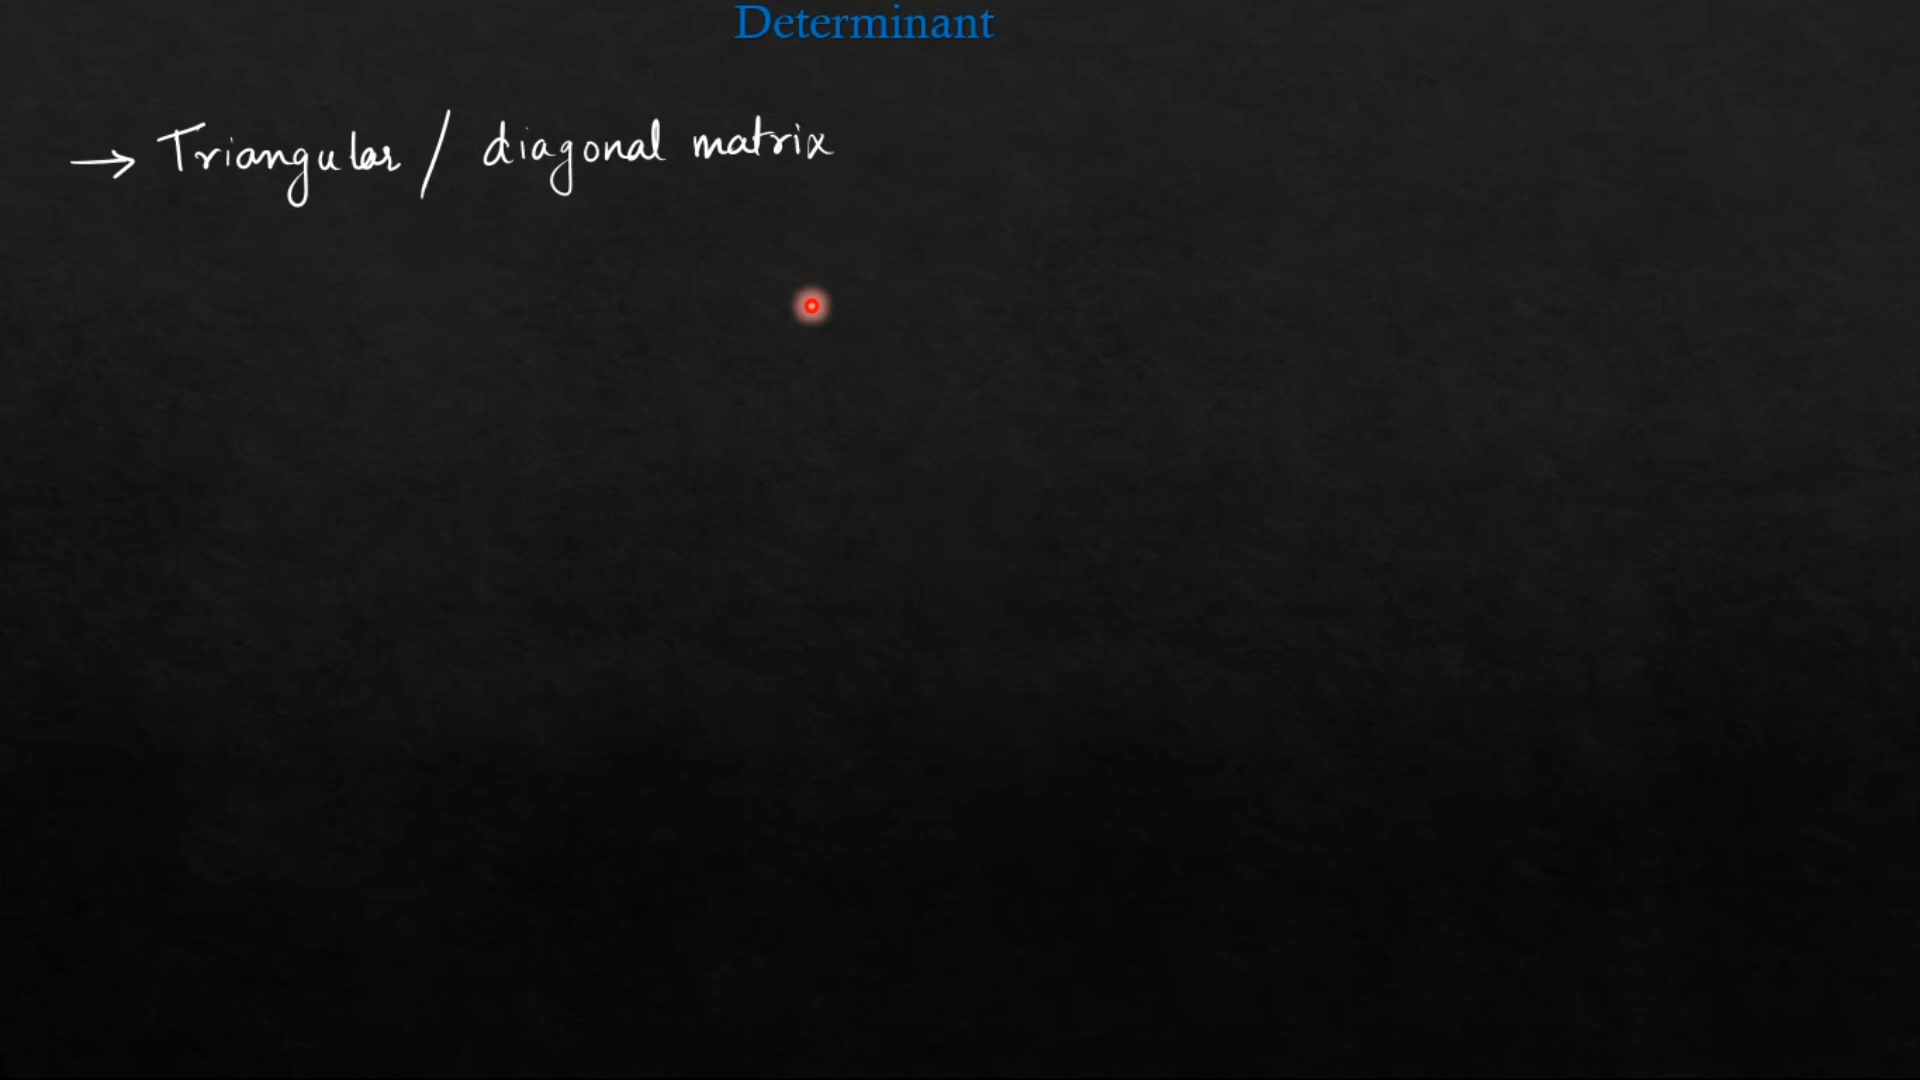 Determinant
→ Triangular / diagonal matrix